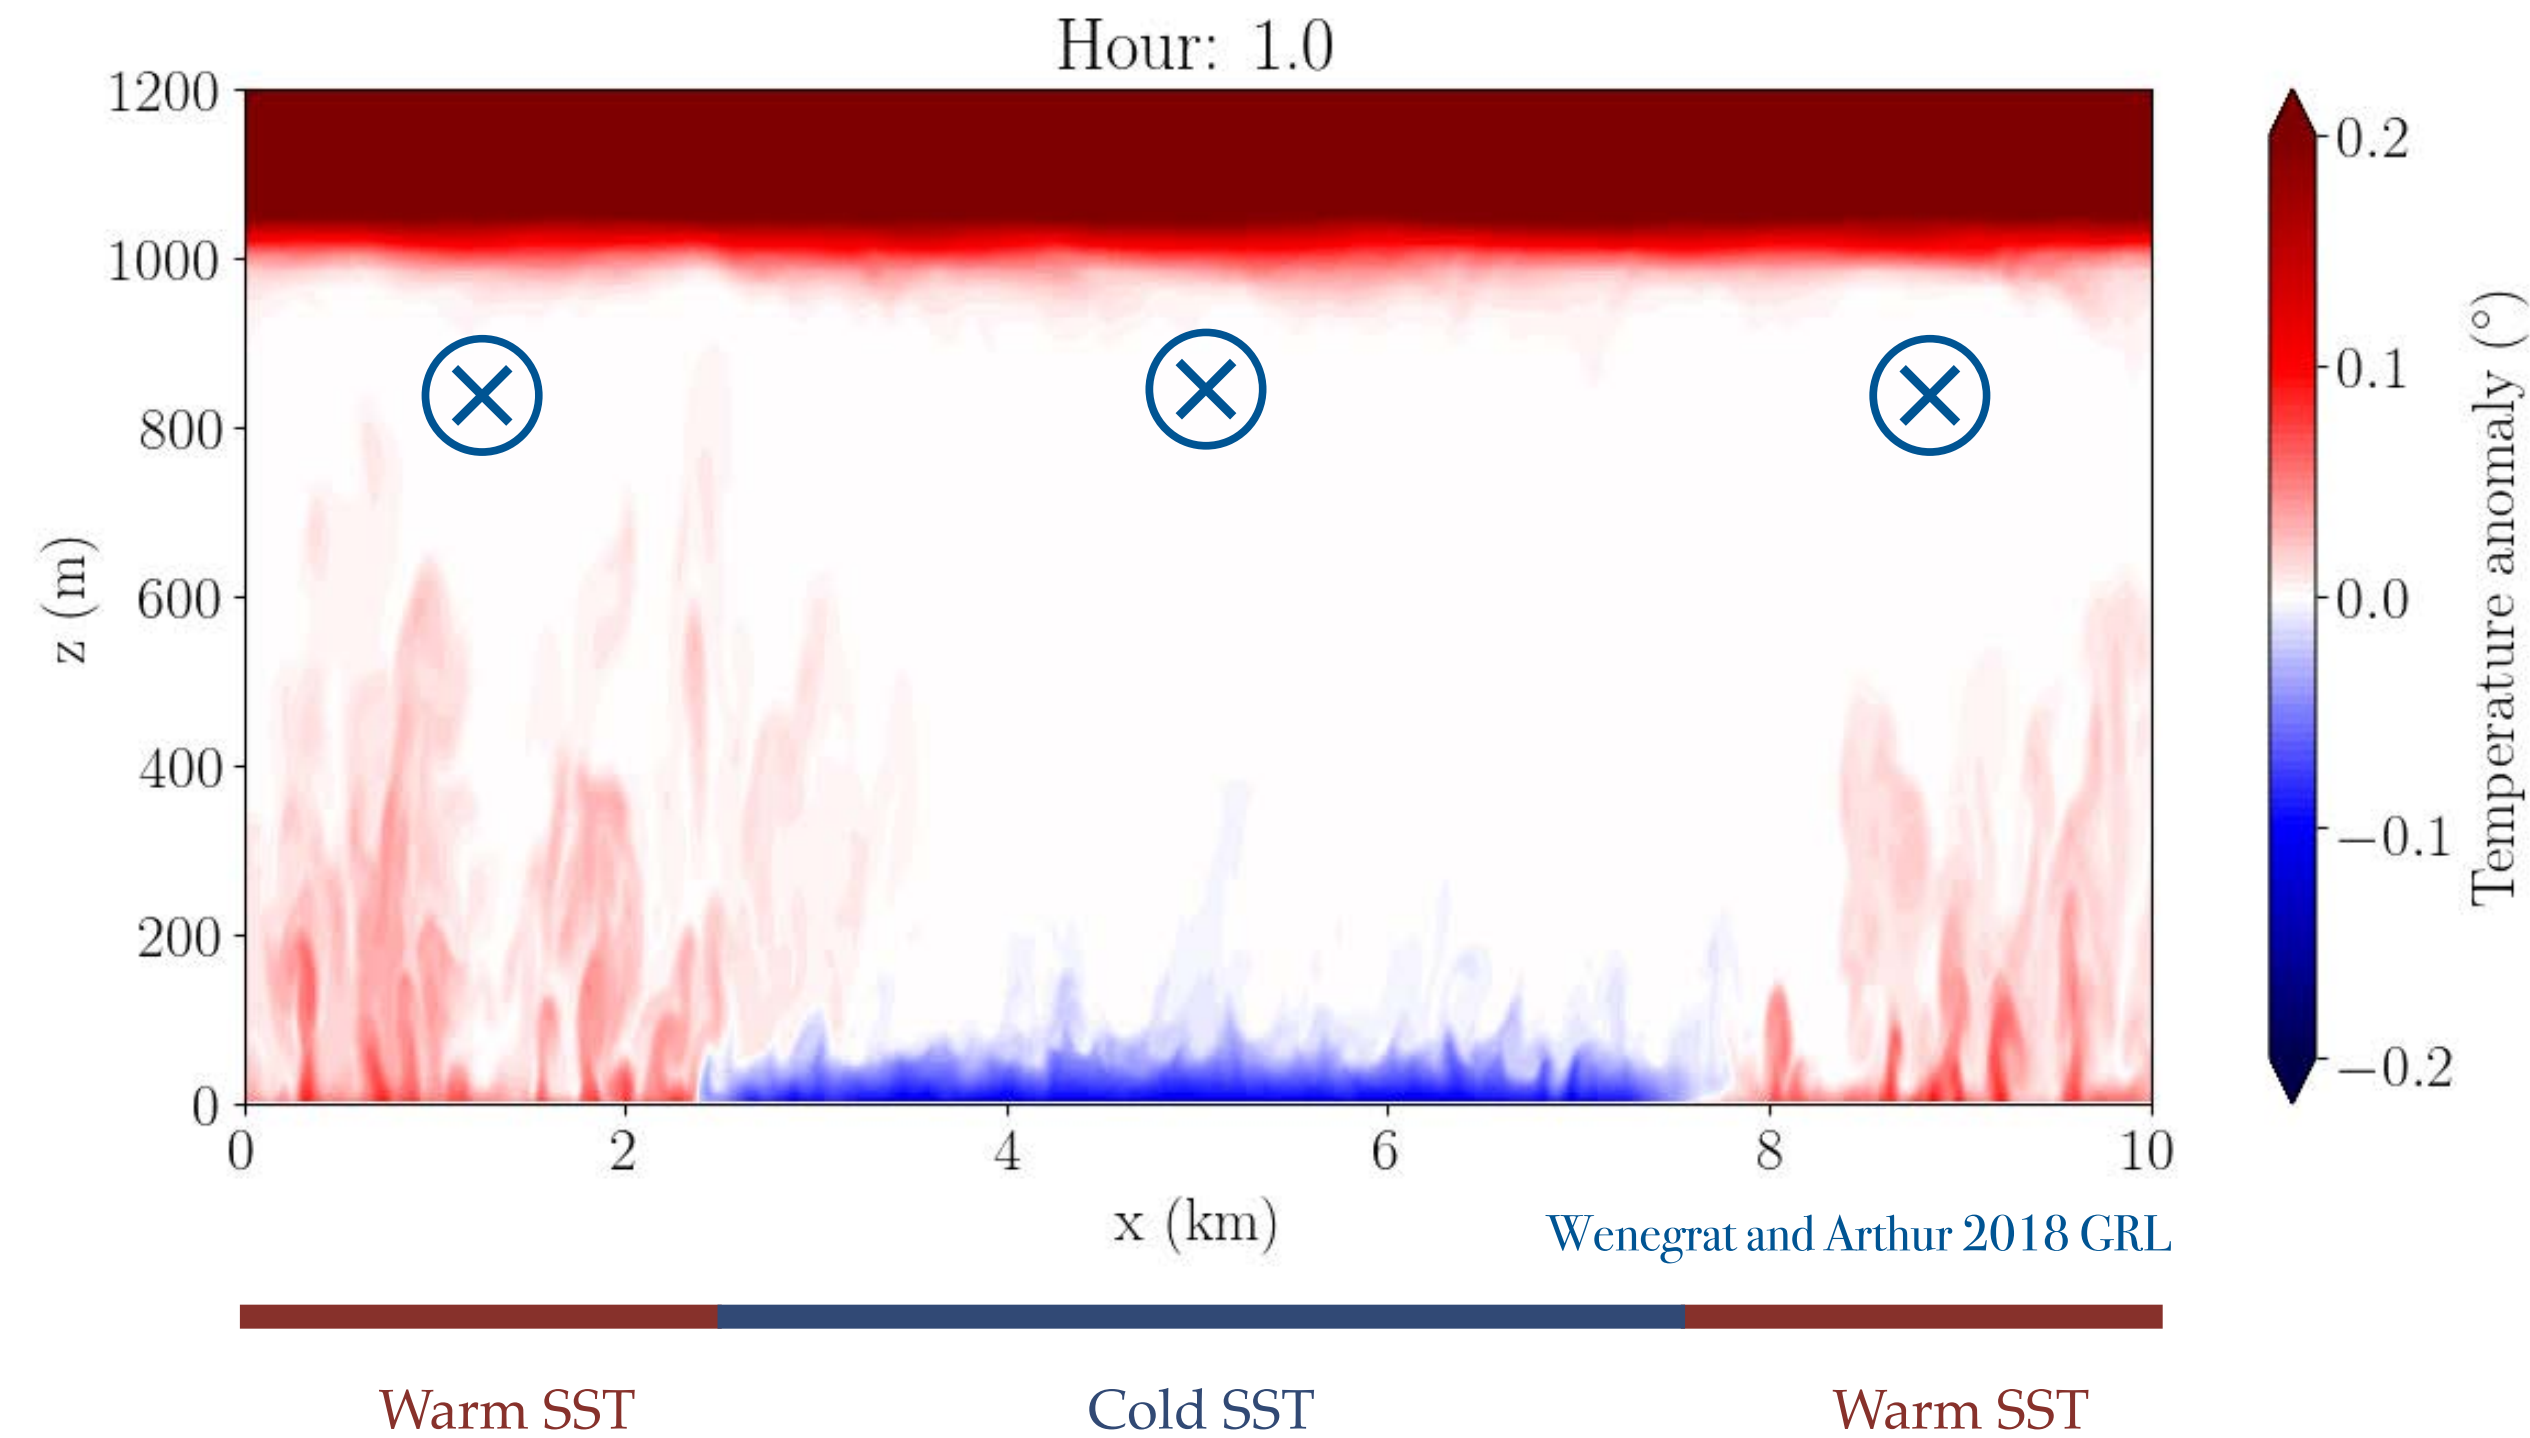 Hour: 1.0
1200
1000
800
600
400
200
0
z (m)
0 2 4 6 8 10
x (km)
0.2
0.1
0.0
−0.1
−0.2
Temperature anomaly (°)
Wenegrat and Arthur 2018 GRL
Warm SST Cold SST Warm SST